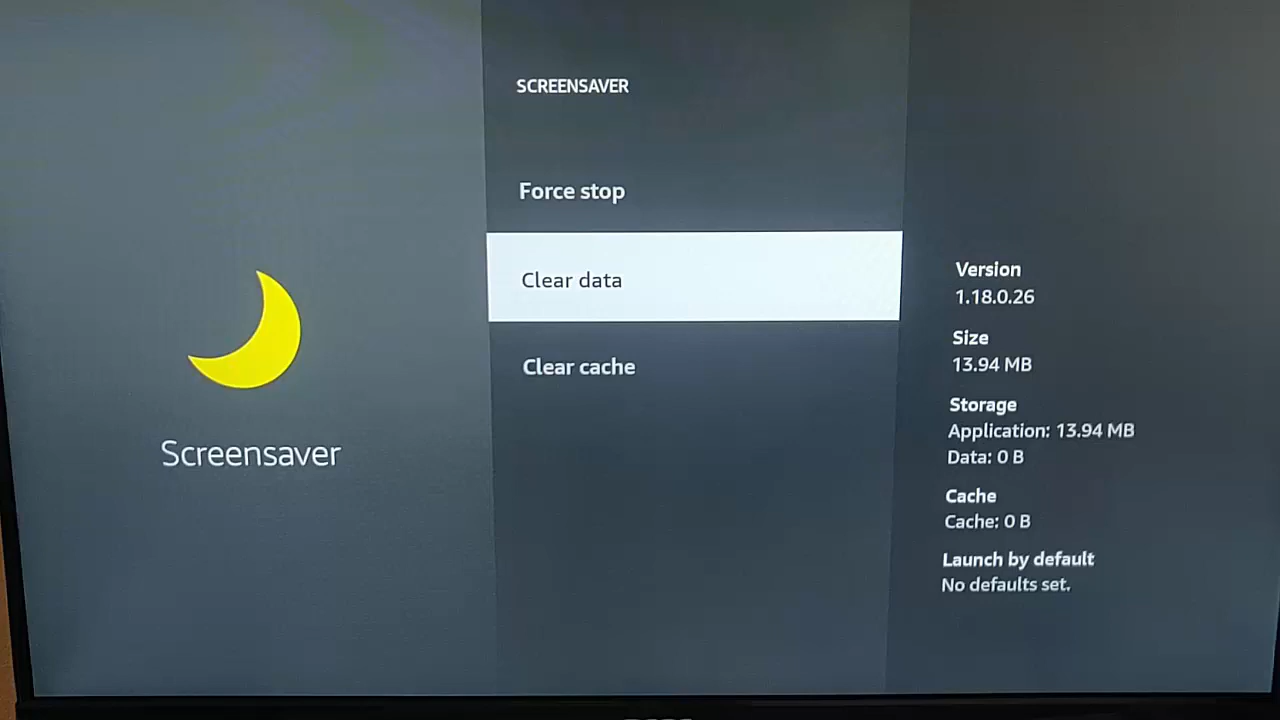 SCREENSAVER
Force stop
Clear data
Clear cache
Screensaver
Version
1.18.0.26
Size
13.94 MB
Storage
Application: 13.94 MB
Data: 0 B
Cache
Cache: 0 B
Launch by default
No defaults set.